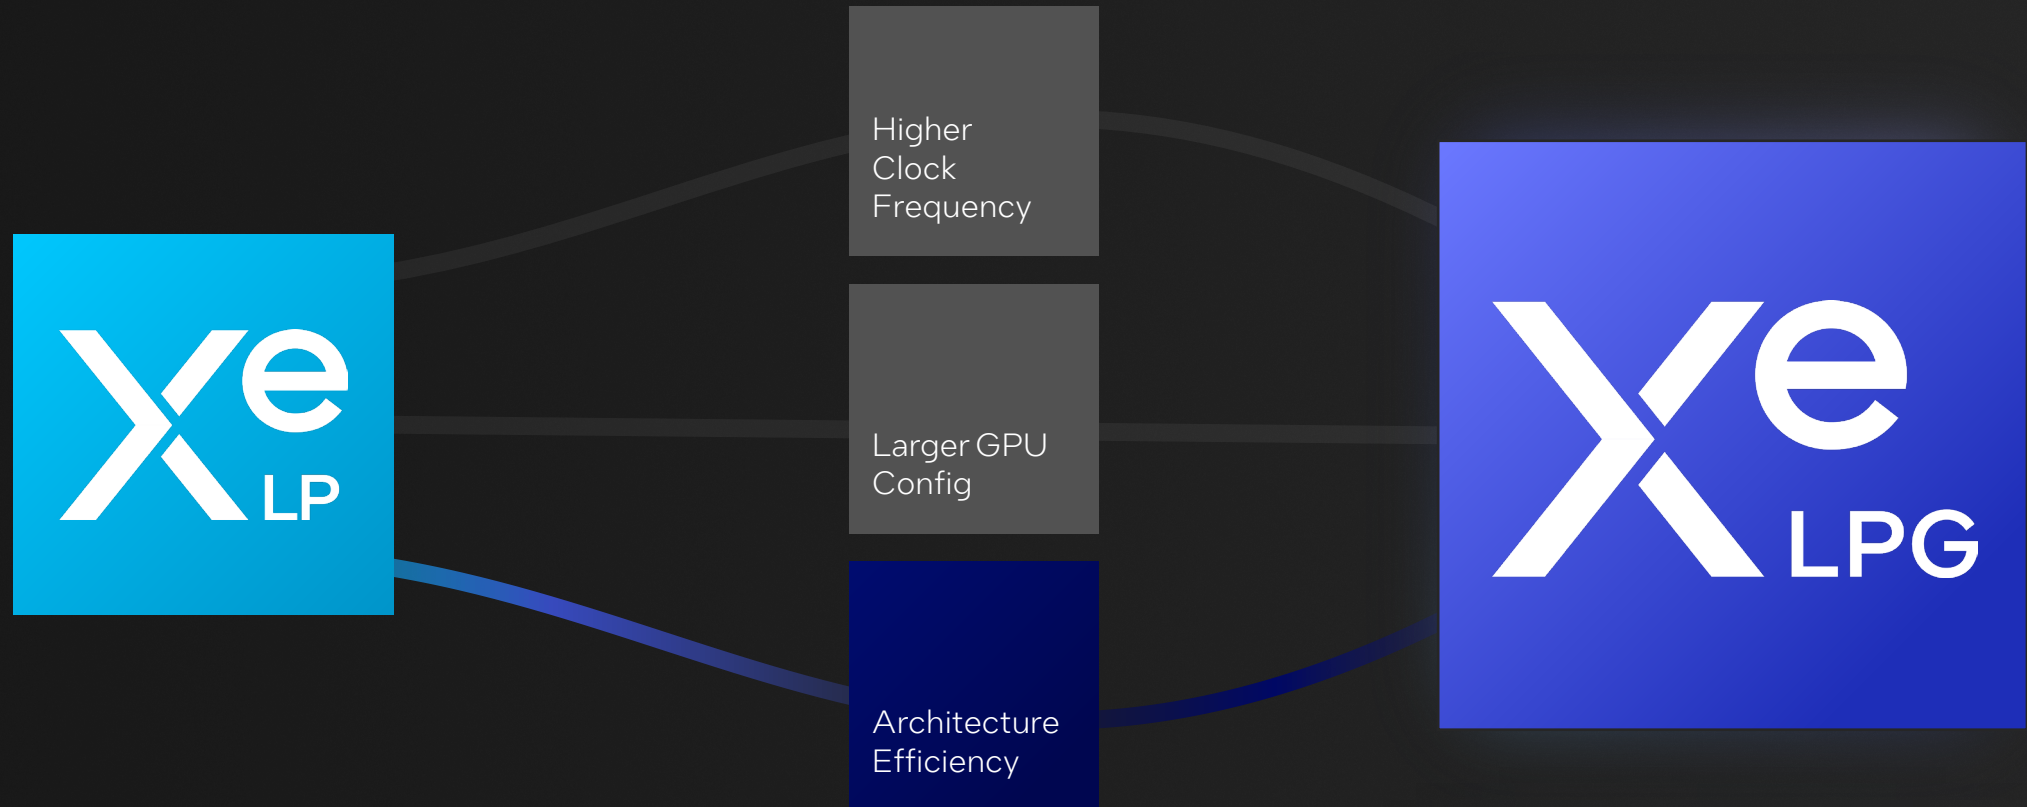 Xe
LP
Higher
Clock
Frequency
Larger GPU
Config
Architecture
Efficiency
Xe
LPG